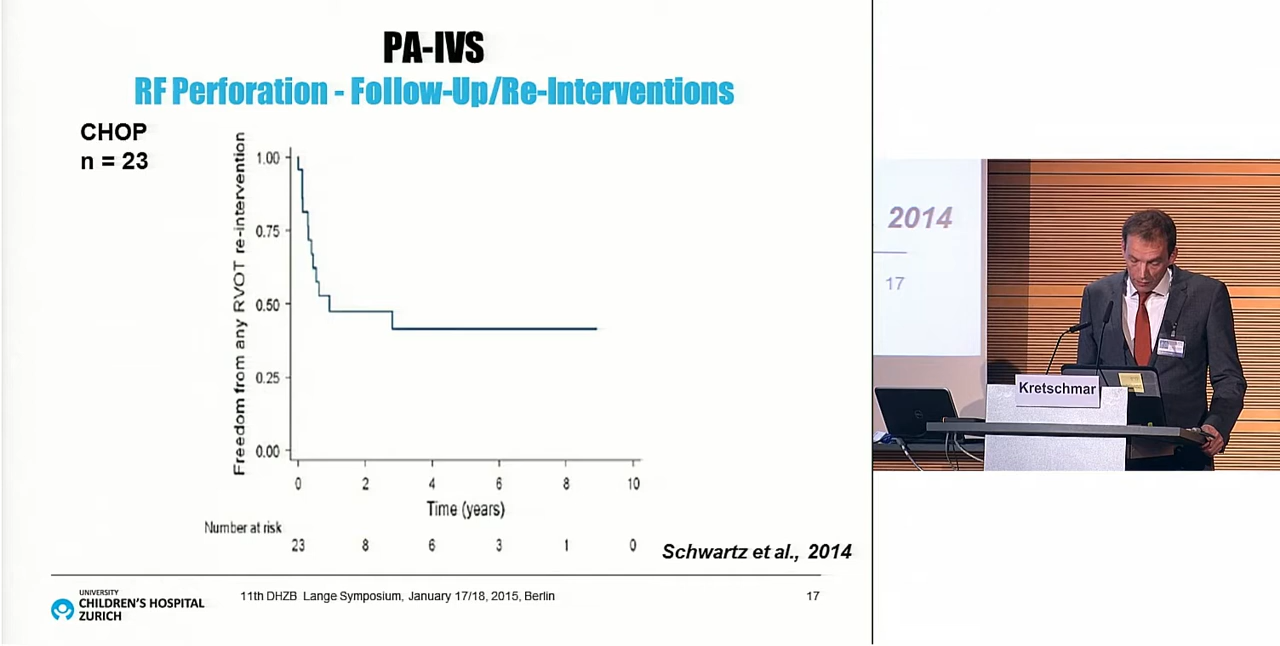 PA-IVS
RF Perforation - Follow-Up/Re-Interventions
CHOP
n = 23
Freedom from any RVOT re-intervention
1.00
0.75
0.50
0.25
0.00
0 2 4 6 8 10
Time (years)
Number at risk
23 8 6 3 1 0
Schwartz et al., 2014
UNIVERSITY
CHILDREN'S HOSPITAL
ZURICH
11th DHZB Lange Symposium, January 17/18, 2015, Berlin
17
2014
17
Kretschmar